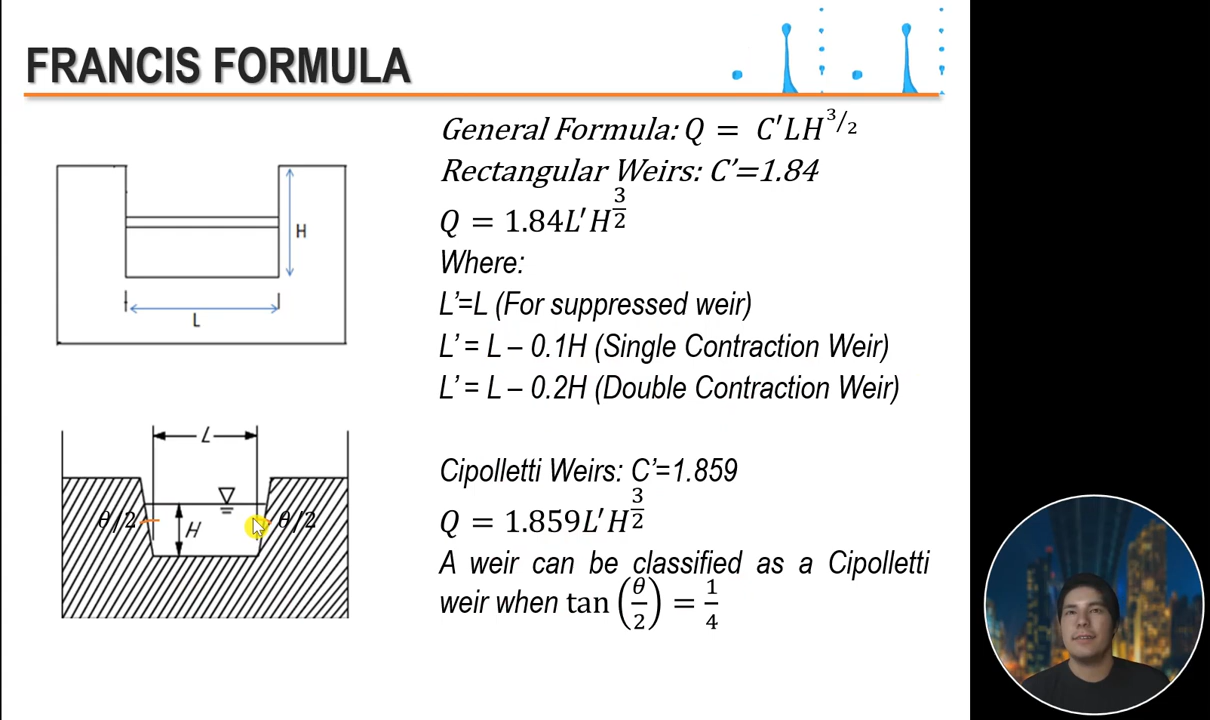 FRANCIS FORMULA
General Formula: Q = C′LH^3/2
Rectangular Weirs: C’=1.84
Q = 1.84L′H^3/2
Where:
L’=L (For suppressed weir)
L’ = L – 0.1H (Single Contraction Weir)
L’ = L – 0.2H (Double Contraction Weir)
Cipolletti Weirs: C’=1.859
Q = 1.859L′H^3/2
A weir can be classified as a Cipolletti
weir when tan(θ/2) = 1/4
H
L
L
θ/2
H
θ/2